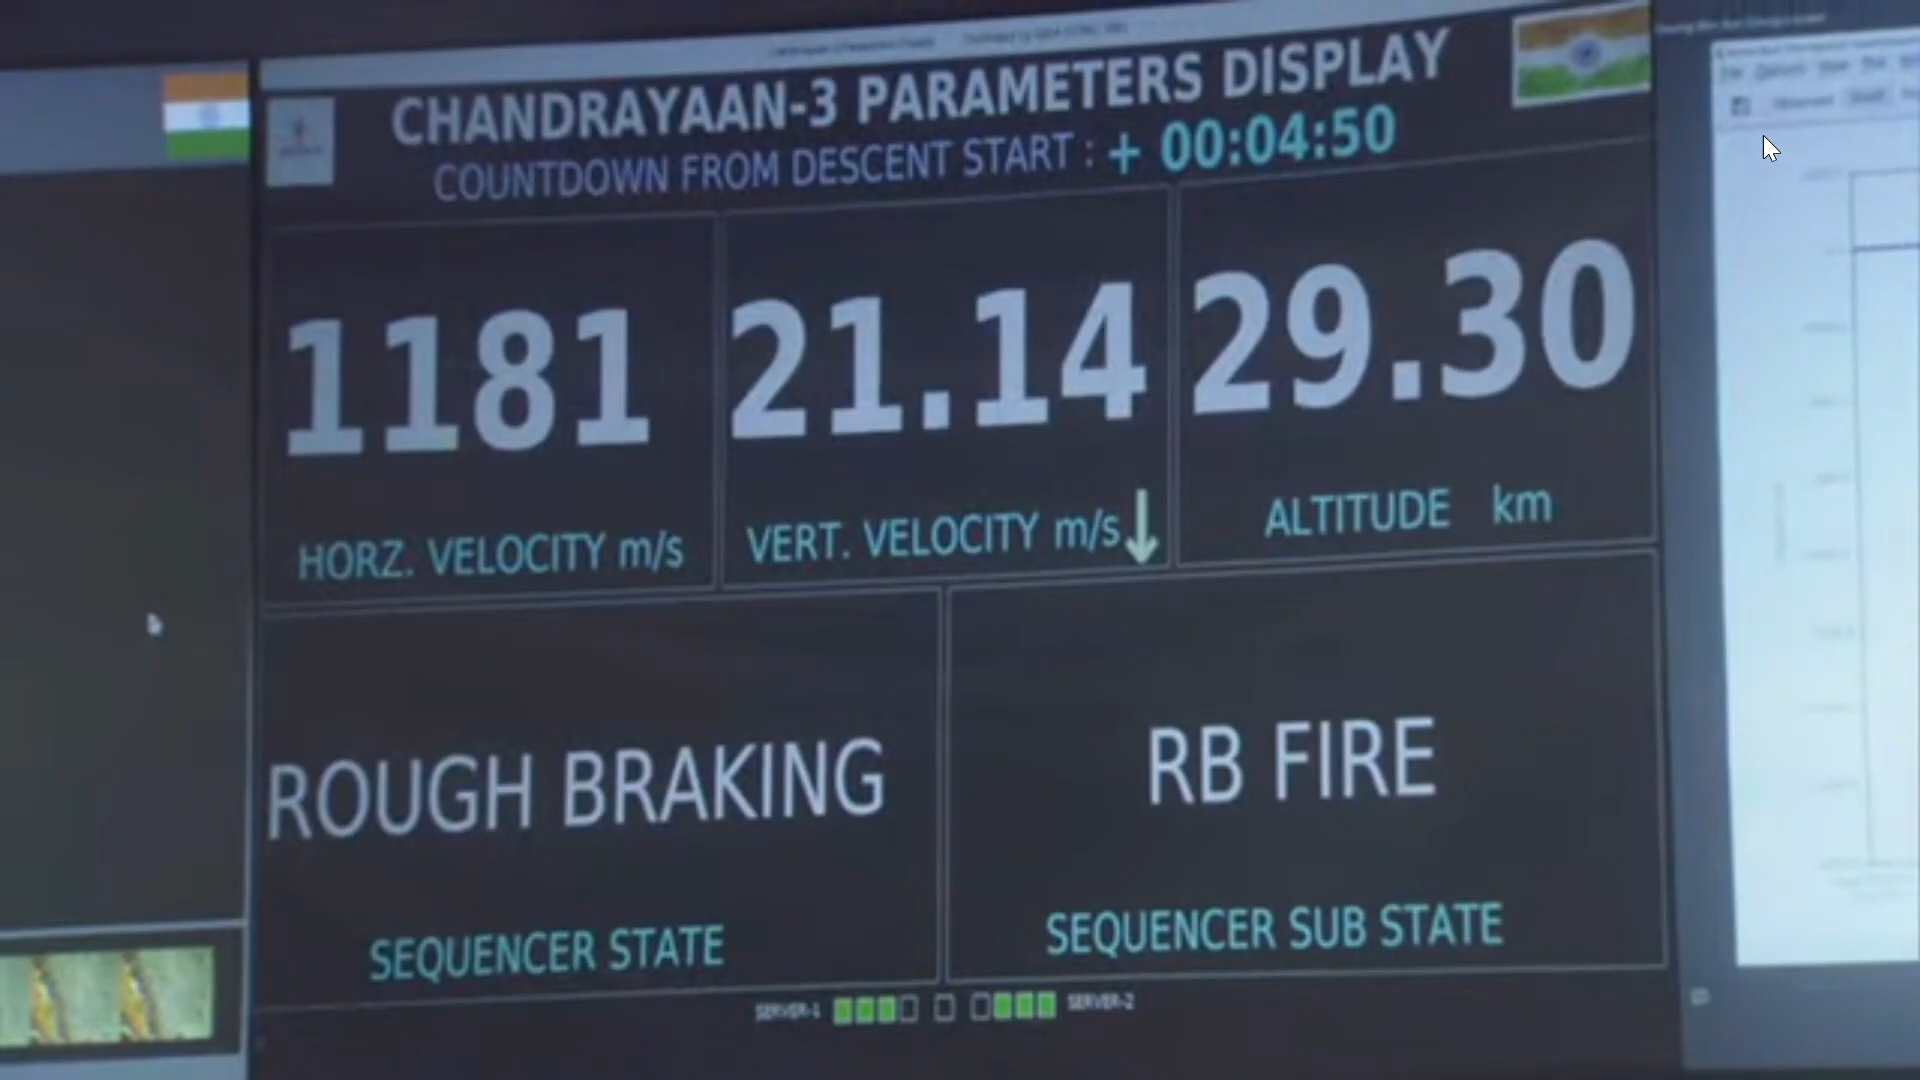 CHANDRAYAAN-3 PARAMETERS DISPLAY
COUNTDOWN FROM DESCENT START : + 00:04:50
1181
HORZ. VELOCITY m/s
21.14
VERT. VELOCITY m/s↓
29.30
ALTITUDE km
ROUGH BRAKING
SEQUENCER STATE
RB FIRE
SEQUENCER SUB STATE
SERVER-1
SERVER-2